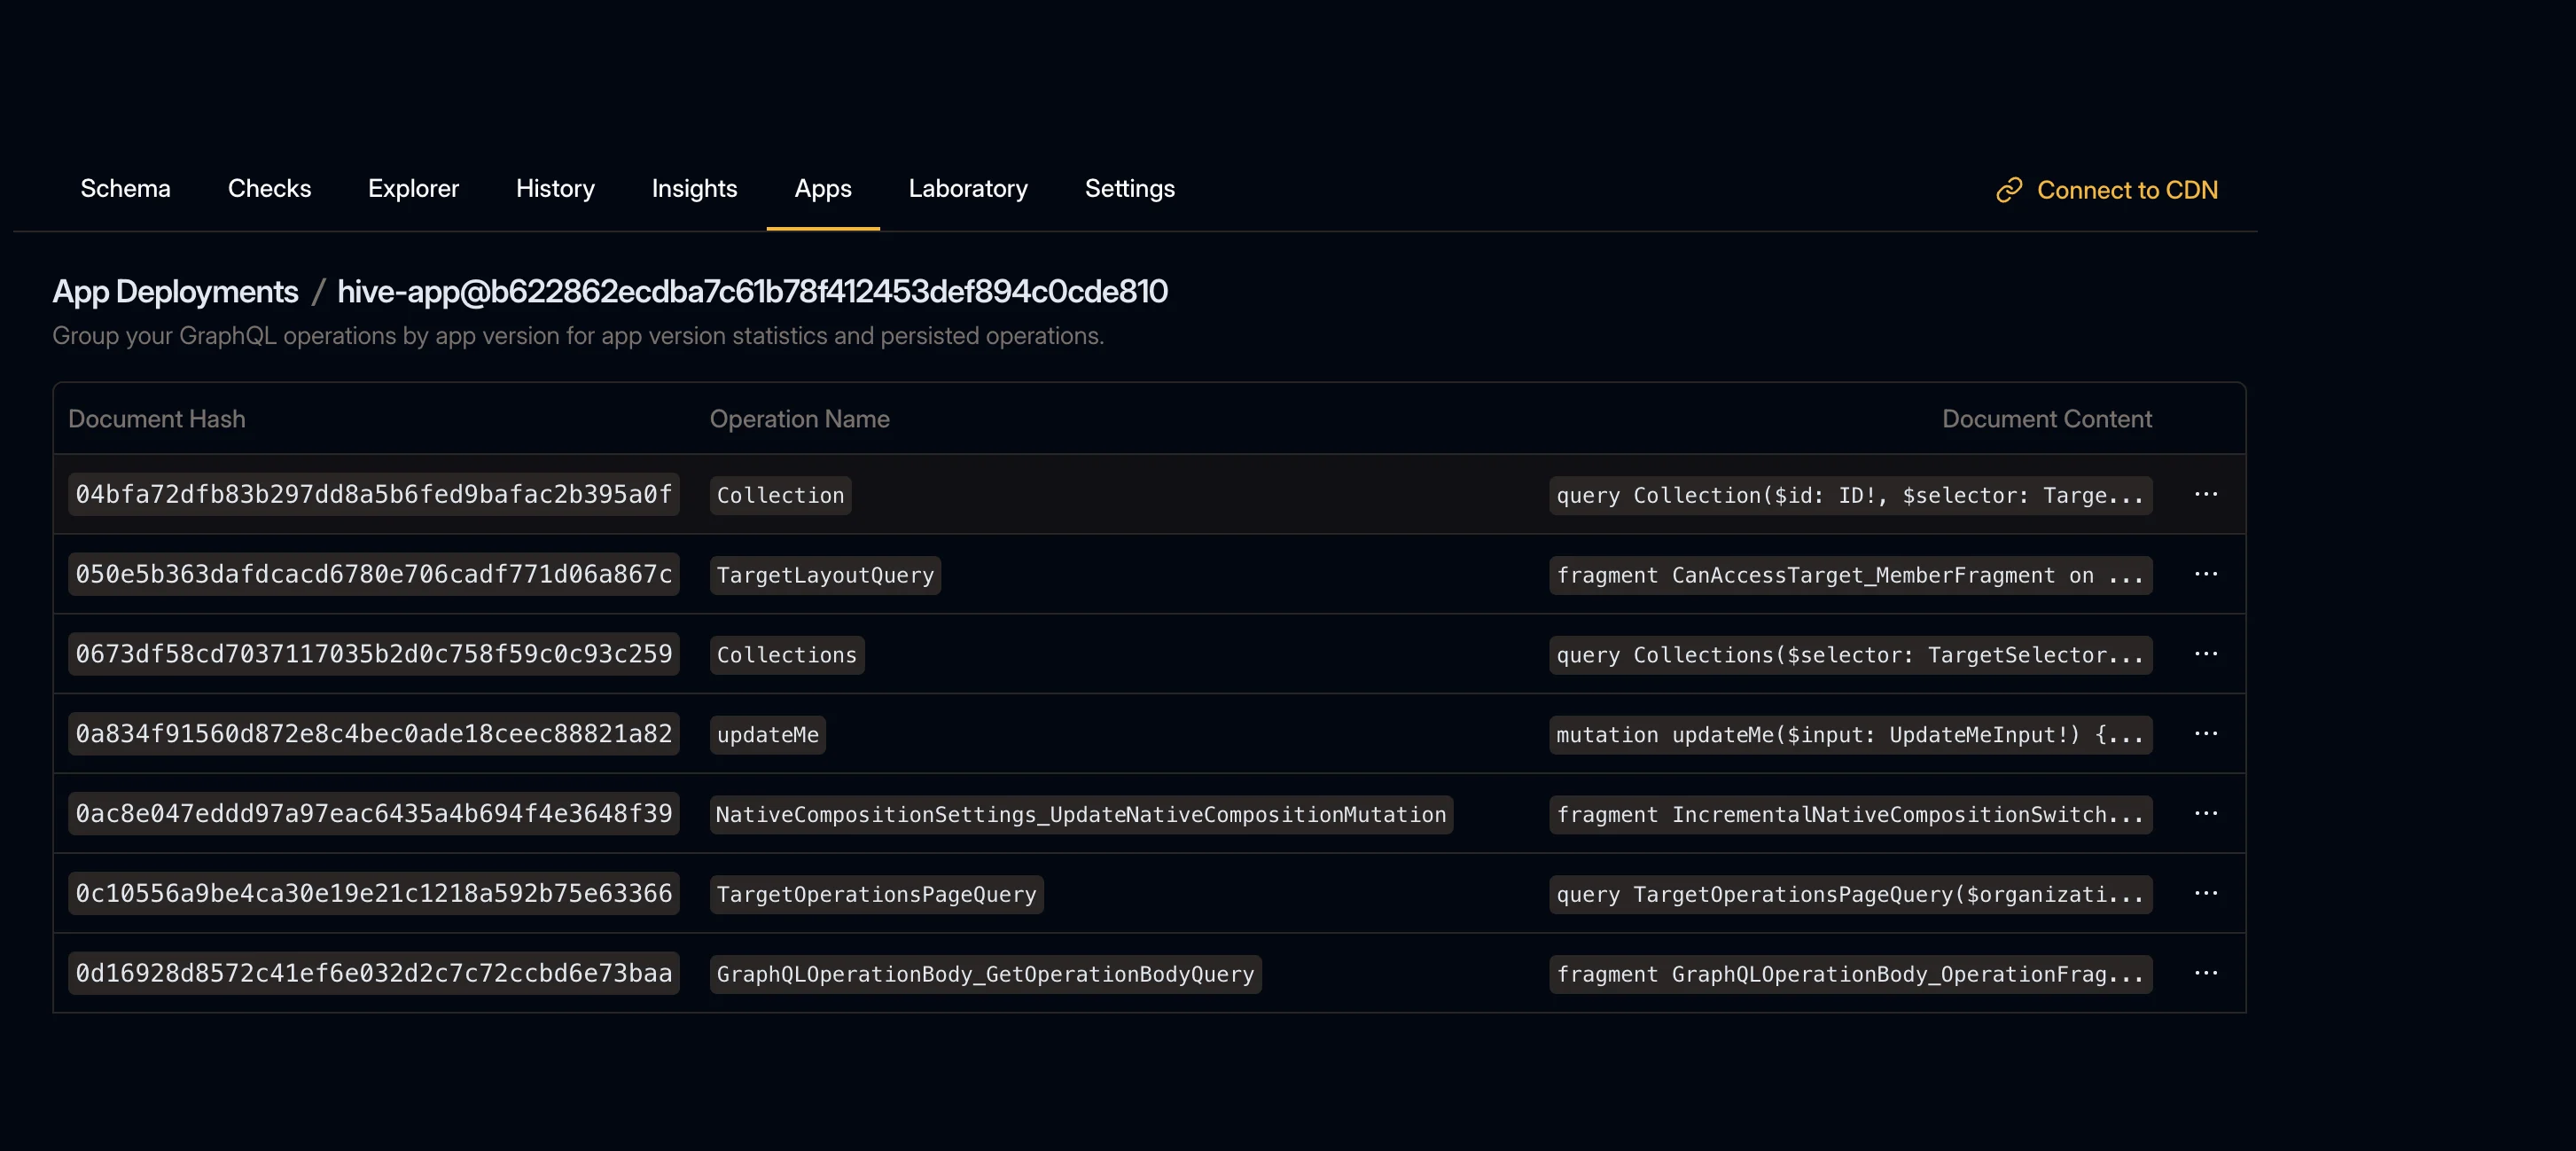 Schema Checks Explorer History Insights Apps Laboratory Settings Connect to CDN
App Deployments / hive-app@b622862ecdba7c61b78f412453def894c0cde810
Group your GraphQL operations by app version for app version statistics and persisted operations.
Document Hash Operation Name Document Content
04bfa72dfb83b297dd8a5b6fed9bafac2b395a0f Collection query Collection($id: ID!, $selector: Targe... ...
050e5b363dafdcacd6780e706cadf771d06a867c TargetLayoutQuery fragment CanAccessTarget_MemberFragment on ... ...
0673df58cd7037117035b2d0c758f59c0c93c259 Collections query Collections($selector: TargetSelector... ...
0a834f91560d872e8c4bec0ade18ceec88821a82 updateMe mutation updateMe($input: UpdateMeInput!) {... ...
0ac8e047eddd97a97eac6435a4b694f4e3648f39 NativeCompositionSettings_UpdateNativeCompositionMutation fragment IncrementalNativeCompositionSwitch... ...
0c10556a9be4ca30e19e21c1218a592b75e63366 TargetOperationsPageQuery query TargetOperationsPageQuery($organizati... ...
0d16928d8572c41ef6e032d2c7c72ccbd6e73baa GraphQLOperationBody_GetOperationBodyQuery fragment GraphQLOperationBody_OperationFrag... ...